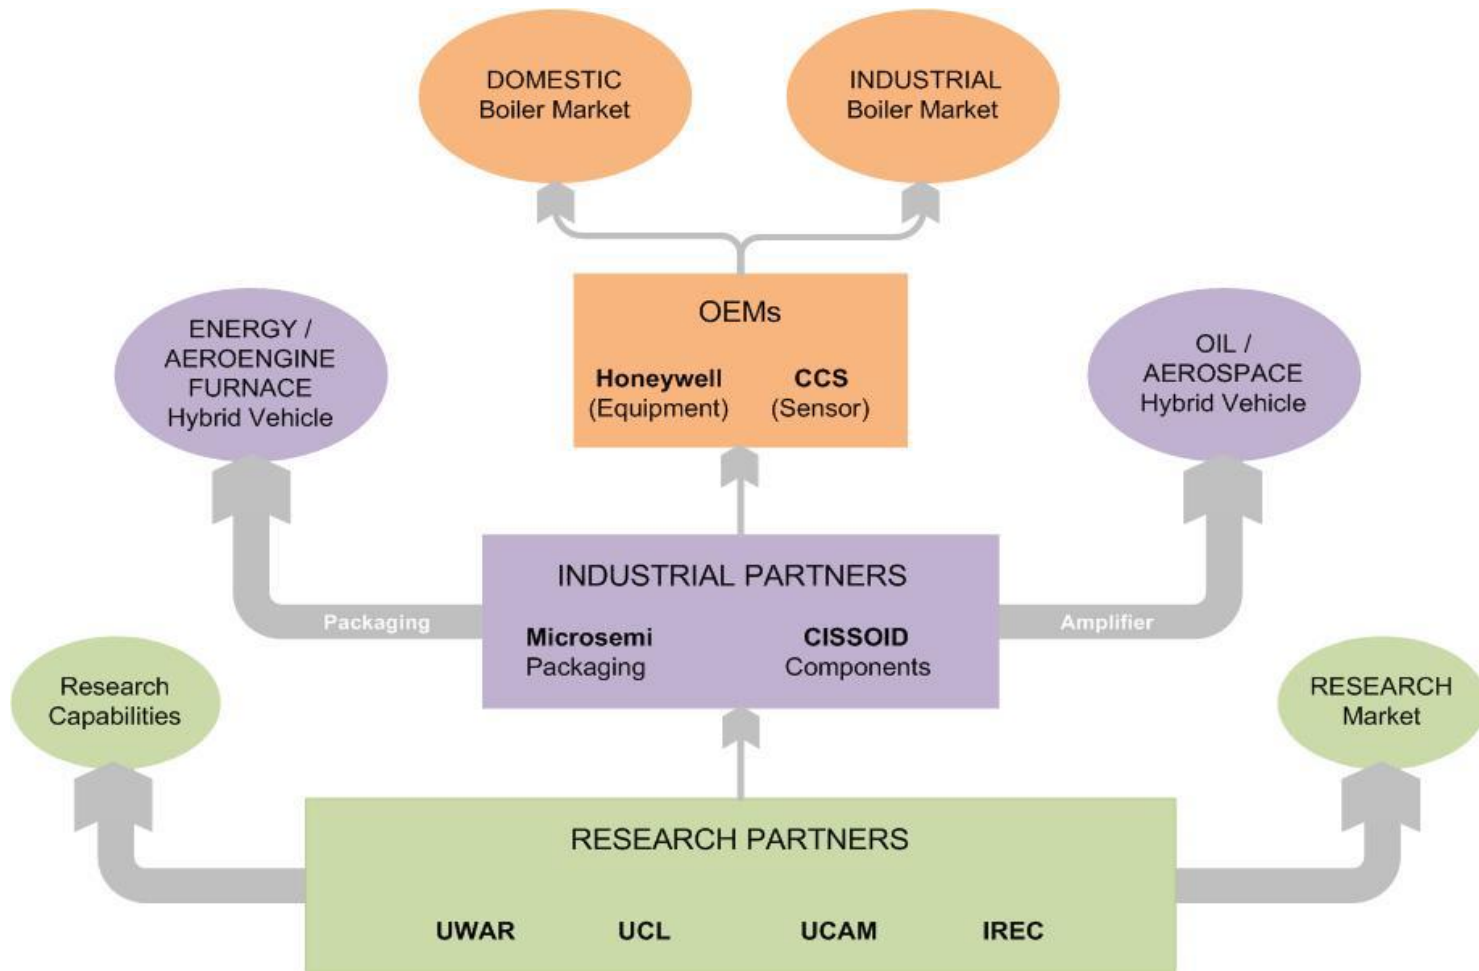 DOMESTIC
Boiler Market
INDUSTRIAL
Boiler Market
OEMs
Honeywell
(Equipment)
CCS
(Sensor)
ENERGY /
AEROENGINE
FURNACE
Hybrid Vehicle
OIL /
AEROSPACE
Hybrid Vehicle
INDUSTRIAL PARTNERS
Microsemi
Packaging
CISSOID
Components
Packaging
Amplifier
Research
Capabilities
RESEARCH
Market
RESEARCH PARTNERS
UWAR UCL UCAM IREC